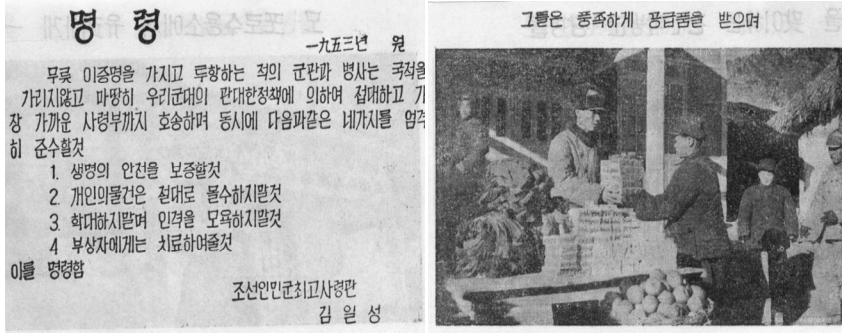 명 령
一九五三年 월
무릇 이증명을 가지고 투항하는 적의 군관과 병사는 국적을
가리지않고 마땅히 우리군대의 관대한정책에 의하여 접대하고 가
장 가까운 사령부까지 호송하며 동시에 다음과같은 네가지를 엄격
히 준수할것
1. 생명의 안전을 보증할것
2. 개인의물건은 절대로 몰수하지말것
3. 학대하지말며 인격을 모욕하지말것
4 부상자에게는 치료하여줄것
이를 명령함
조선인민군최고사령관
김 일 성
그들은 풍족하게 공급품을 받으며